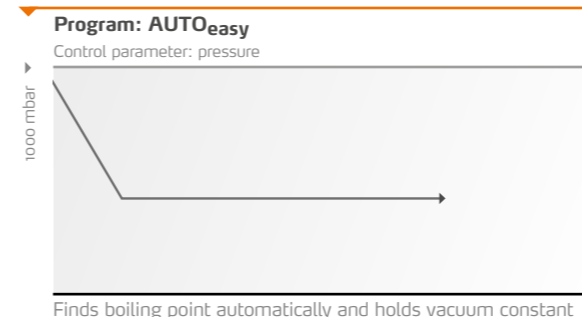 Program: AUTOeasy
Control parameter: pressure
1000 mbar
Finds boiling point automatically and holds vacuum constant